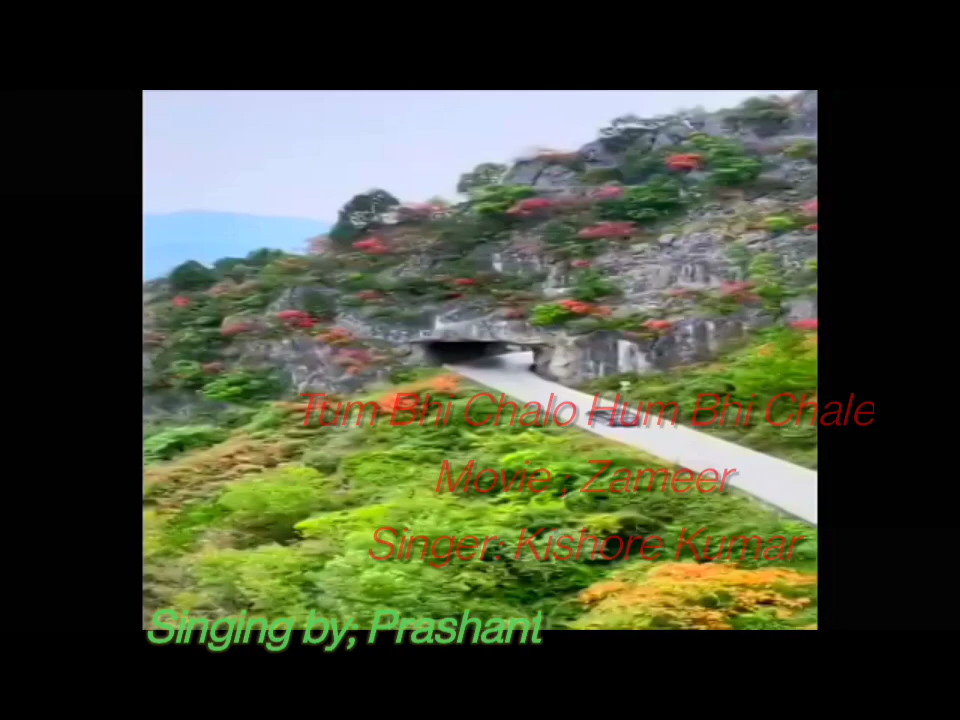 Tum Bhi Chalo Hum Bhi Chale
Movie ; Zameer
Singer: Kishore Kumar
Singing by; Prashant